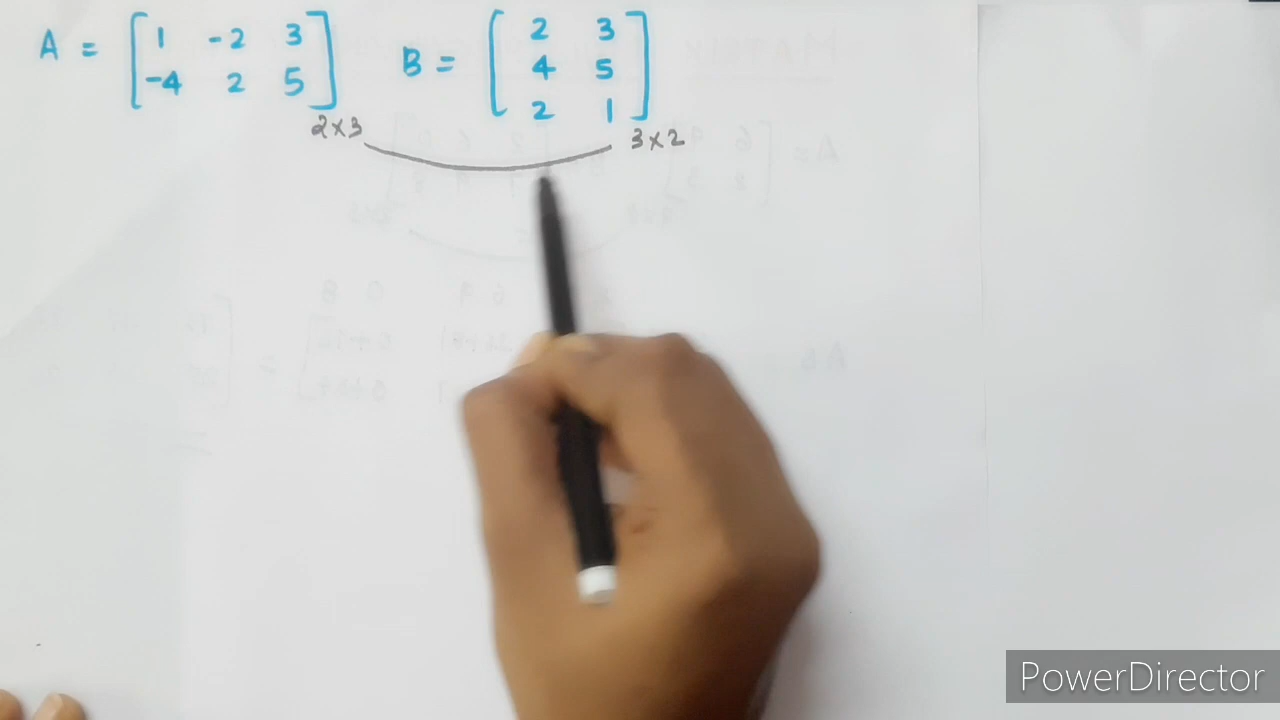 A = [ 1 -2 3 B = [ 2 3
-4 2 5 ] 4 5
2 1 ]
2×3 3×2
PowerDirector